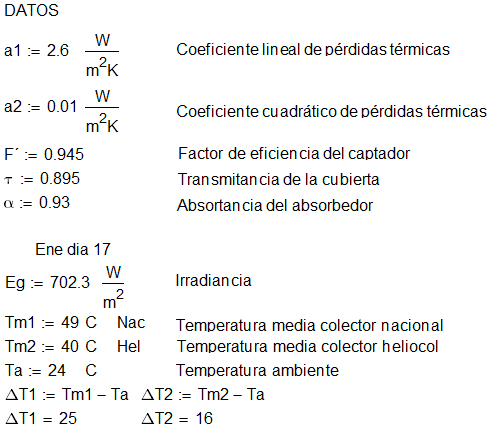 DATOS
a1 := 2.6 W/m²K Coeficiente lineal de pérdidas térmicas
a2 := 0.01 W/m²K Coeficiente cuadrático de pérdidas térmicas
F´ := 0.945 Factor de eficiencia del captador
τ := 0.895 Transmitancia de la cubierta
α := 0.93 Absortancia del absorbedor
Ene dia 17
Eg := 702.3 W/m² Irradiancia
Tm1 := 49 C Nac Temperatura media colector nacional
Tm2 := 40 C Hel Temperatura media colector heliocol
Ta := 24 C Temperatura ambiente
ΔT1 := Tm1 − Ta ΔT2 := Tm2 − Ta
ΔT1 = 25 ΔT2 = 16